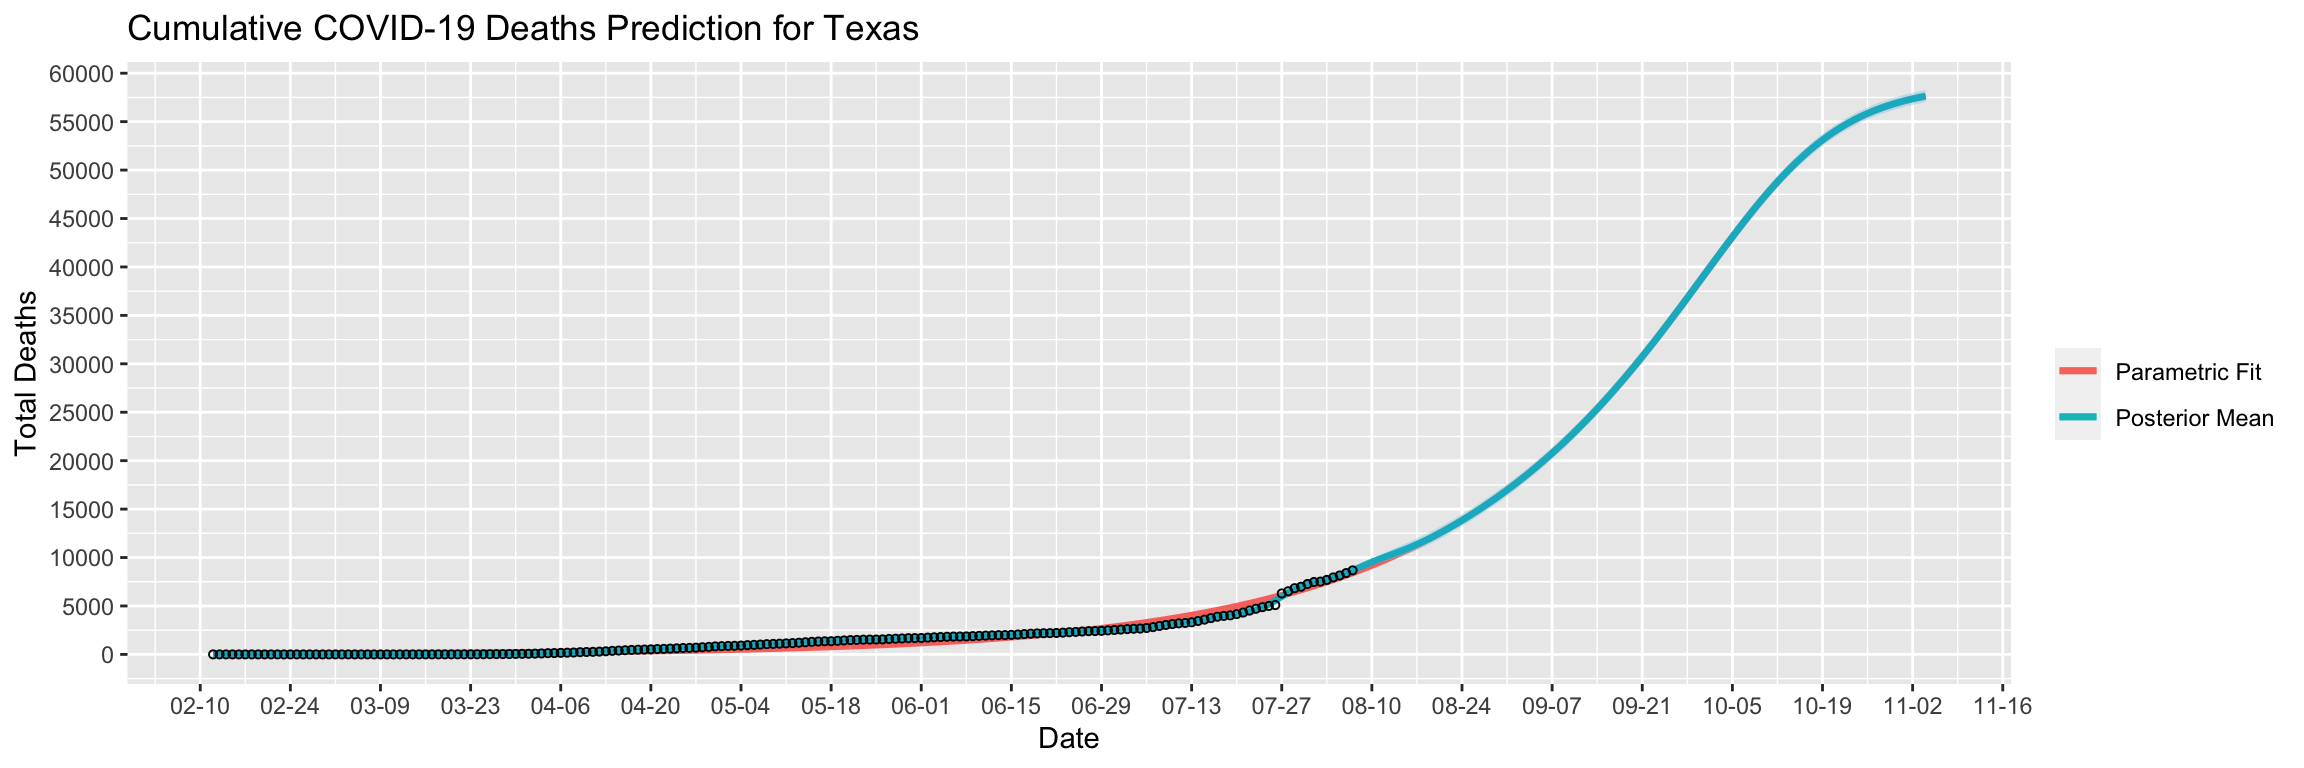 Cumulative COVID-19 Deaths Prediction for Texas
60000
55000
50000
45000
40000
35000
30000
25000
20000
15000
10000
5000
0
Total Deaths
02-10 02-24 03-09 03-23 04-06 04-20 05-04 05-18 06-01 06-15 06-29 07-13 07-27 08-10 08-24 09-07 09-21 10-05 10-19 11-02 11-16
Date
Parametric Fit
Posterior Mean